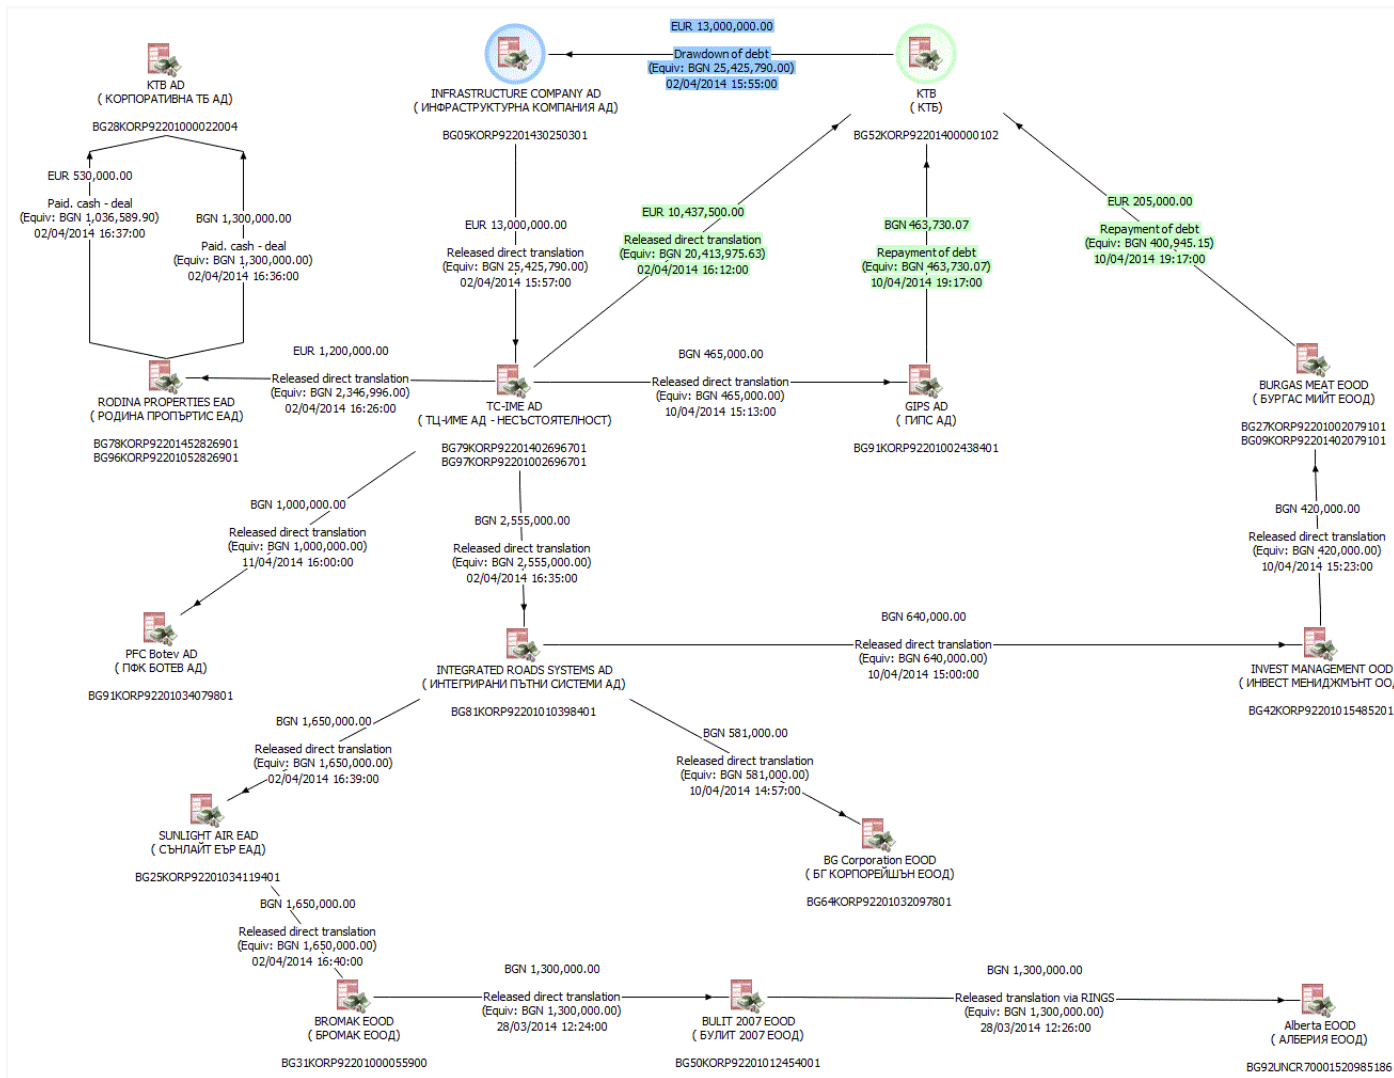 EUR 13,000,000.00
Drawdown of debt
(Equiv: BGN 25,425,790.00)
02/04/2014 15:55:00
KTB AD
( КОРПОРАТИВНА ТБ АД)
BG28KORP92201000022004
INFRASTRUCTURE COMPANY AD
( ИНФРАСТРУКТУРНА КОМПАНИЯ АД)
BG05KORP92201430250301
KTB
( КТБ)
BG52KORP92201400000102
EUR 530,000.00
Paid. cash - deal
(Equiv: BGN 1,036,589.90)
02/04/2014 16:37:00
BGN 1,300,000.00
Paid. cash - deal
(Equiv: BGN 1,300,000.00)
02/04/2014 16:36:00
EUR 13,000,000.00
Released direct translation
(Equiv: BGN 25,425,790.00)
02/04/2014 15:57:00
EUR 10,437,500.00
Released direct translation
(Equiv: BGN 20,413,975.63)
02/04/2014 16:12:00
BGN 463,730.07
Repayment of debt
(Equiv: BGN 463,730.07)
10/04/2014 19:17:00
EUR 205,000.00
Repayment of debt
(Equiv: BGN 400,945.15)
10/04/2014 19:17:00
EUR 1,200,000.00
Released direct translation
(Equiv: BGN 2,346,996.00)
02/04/2014 16:26:00
BGN 465,000.00
Released direct translation
(Equiv: BGN 465,000.00)
10/04/2014 15:13:00
RODINA PROPERTIES EAD
( РОДИНА ПРОПЪРТИС ЕАД)
BG78KORP92201452826901
BG96KORP92201052826901
TC-IME AD
( ТЦ-ИМЕ АД - НЕСЪСТОЯТЕЛНОСТ)
BG79KORP92201402696701
BG97KORP92201002696701
GIPS AD
( ГИПС АД)
BG91KORP92201002438401
BURGAS MEAT EOOD
( БУРГАС МИЙТ ЕООД)
BG27KORP92201002079101
BG09KORP92201402079101
BGN 1,000,000.00
Released direct translation
(Equiv: BGN 1,000,000.00)
11/04/2014 16:00:00
BGN 2,555,000.00
Released direct translation
(Equiv: BGN 2,555,000.00)
02/04/2014 16:35:00
BGN 420,000.00
Released direct translation
(Equiv: BGN 420,000.00)
10/04/2014 15:23:00
PFC Botev AD
( ПФК БОТЕВ АД)
BG91KORP92201034079801
INTEGRATED ROADS SYSTEMS AD
( ИНТЕГРИРАНИ ПЪТНИ СИСТЕМИ АД)
BG81KORP92201010398401
BGN 640,000.00
Released direct translation
(Equiv: BGN 640,000.00)
10/04/2014 15:00:00
INVEST MANAGEMENT OOD
( ИНВЕСТ МЕНИДЖМЪНТ ОО
BG42KORP92201015485201
BGN 1,650,000.00
Released direct translation
(Equiv: BGN 1,650,000.00)
02/04/2014 16:39:00
BGN 581,000.00
Released direct translation
(Equiv: BGN 581,000.00)
10/04/2014 14:57:00
SUNLIGHT AIR EAD
( СЪНЛАЙТ ЕЪР ЕАД)
BG25KORP92201034119401
BG Corporation EOOD
( БГ КОРПОРЕЙШЪН ЕООД)
BG64KORP92201032097801
BGN 1,650,000.00
Released direct translation
(Equiv: BGN 1,650,000.00)
02/04/2014 16:40:00
BROMAK EOOD
( БРОМАК ЕООД)
BG31KORP92201000055900
BGN 1,300,000.00
Released direct translation
(Equiv: BGN 1,300,000.00)
28/03/2014 12:24:00
BULIT 2007 EOOD
( БУЛИТ 2007 ЕООД)
BG50KORP92201012454001
BGN 1,300,000.00
Released translation via RINGS
(Equiv: BGN 1,300,000.00)
28/03/2014 12:26:00
Alberta EOOD
( АЛБЕРИЯ ЕООД)
BG92UNCR70001520985186